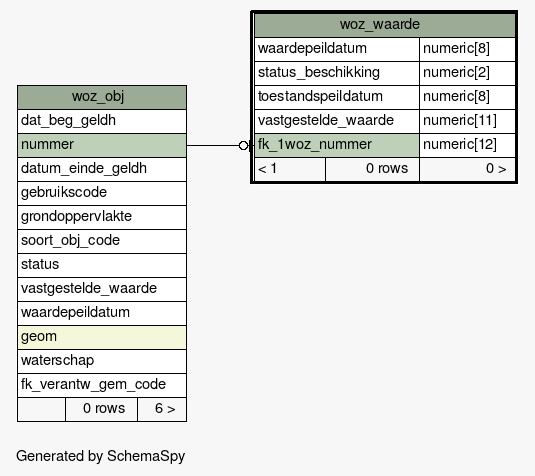 woz_waarde
waardepeildatum numeric[8]
status_beschikking numeric[2]
toestandspeildatum numeric[8]
vastgestelde_waarde numeric[11]
fk_1woz_nummer numeric[12]
< 1 0 rows 0 >
woz_obj
dat_beg_geldh
nummer
datum_einde_geldh
gebruikscode
grondoppervlakte
soort_obj_code
status
vastgestelde_waarde
waardepeildatum
geom
waterschap
fk_verantw_gem_code
0 rows 6 >
Generated by SchemaSpy